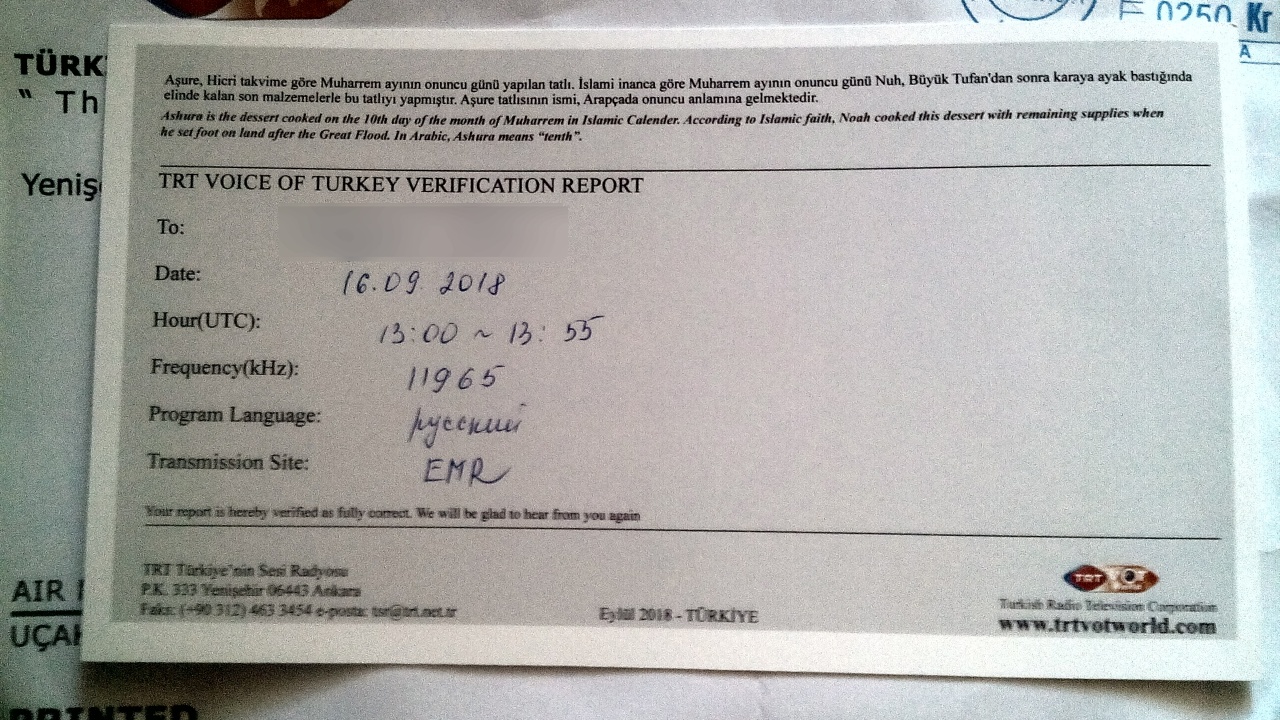 0250 Kr
A
TÜRK
" Th
Yeniş
Aşure, Hicri takvime göre Muharrem ayının onuncu günü yapılan tatlı. İslami inanca göre Muharrem ayının onuncu günü Nuh, Büyük Tufan'dan sonra karaya ayak bastığında
elinde kalan son malzemelerle bu tatlıyı yapmıştır. Aşure tatlısının ismi, Arapçada onuncu anlamına gelmektedir.
Ashura is the dessert cooked on the 10th day of the month of Muharrem in Islamic Calender. According to Islamic faith, Noah cooked this dessert with remaining supplies when
he set foot on land after the Great Flood. In Arabic, Ashura means “tenth”.
TRT VOICE OF TURKEY VERIFICATION REPORT
To:
Date: 16.09.2018
Hour(UTC): 13:00 ~ 13:55
Frequency(kHz): 11965
Program Language: русский
Transmission Site: EMR
Your report is hereby verified as fully correct. We will be glad to hear from you again
TRT Türkiye'nin Sesi Radyosu
P.K. 333 Yenişehir 06443 Ankara
Faks: (+90 312) 463 3454 e-posta: tsr@trt.net.tr
Eylül 2018 - TÜRKİYE
TRT
Turkish Radio Television Corporation
www.trtvotworld.com
AIR
UÇAK
PRINTED